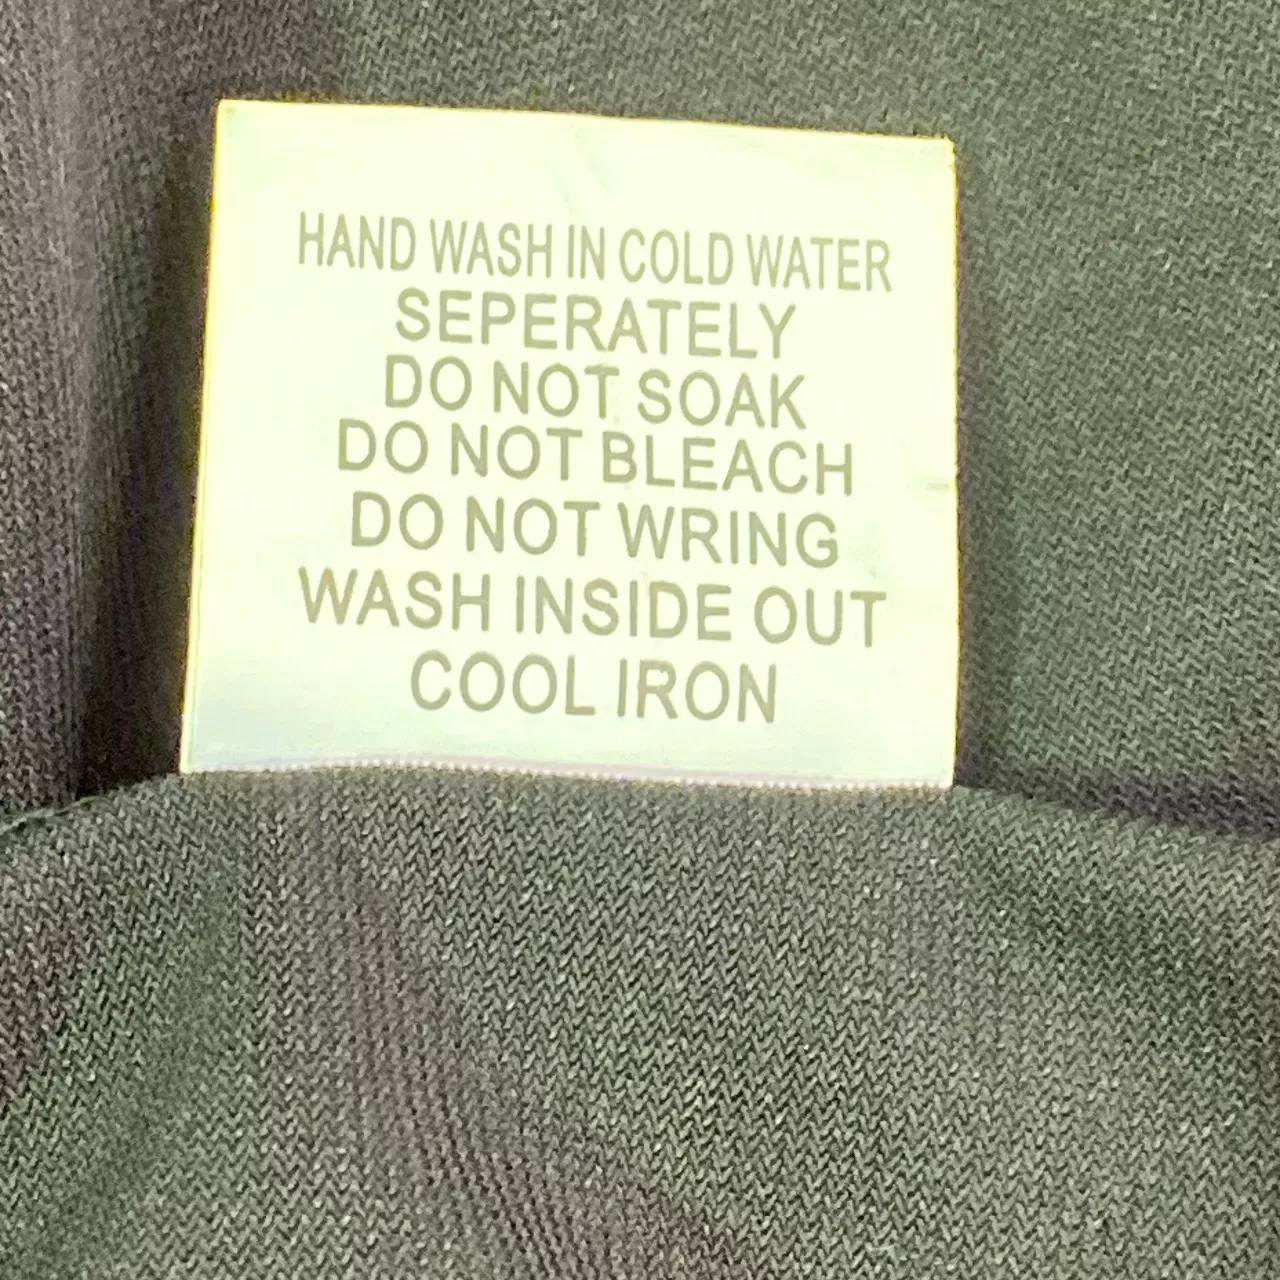 HAND WASH IN COLD WATER
SEPERATELY
DO NOT SOAK
DO NOT BLEACH
DO NOT WRING
WASH INSIDE OUT
COOL IRON